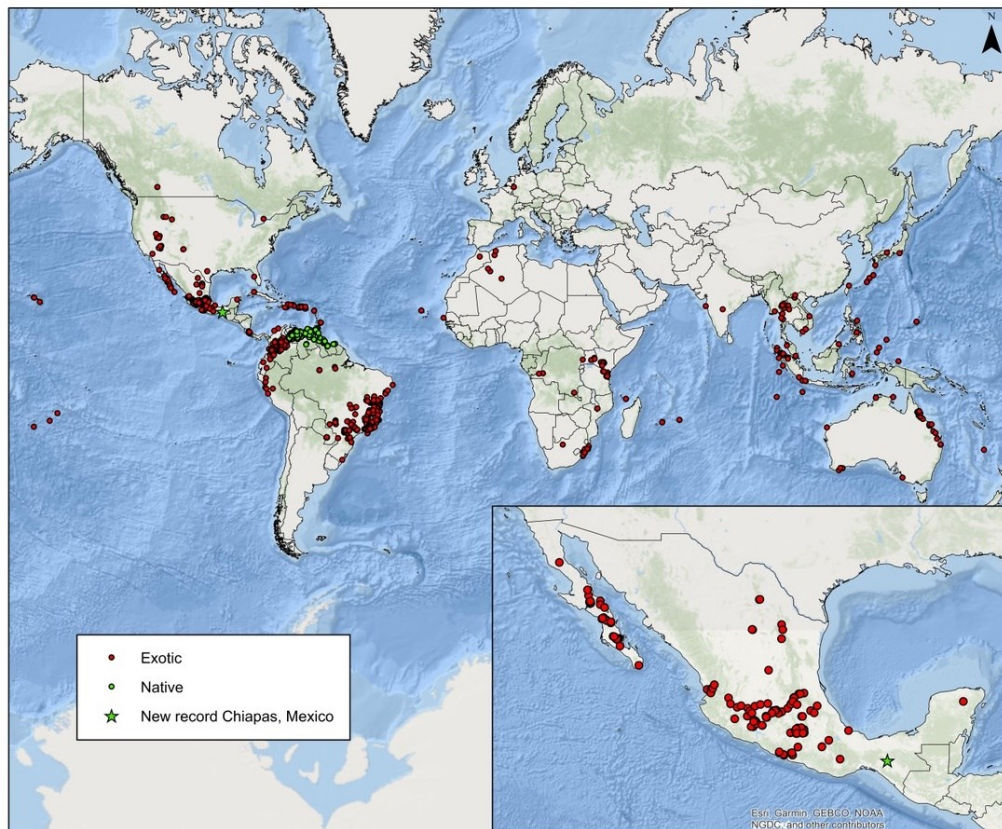 N
Exotic
Native
New record Chiapas, Mexico
Esri, Garmin, GEBCO, NOAA
NGDC, and other contributors